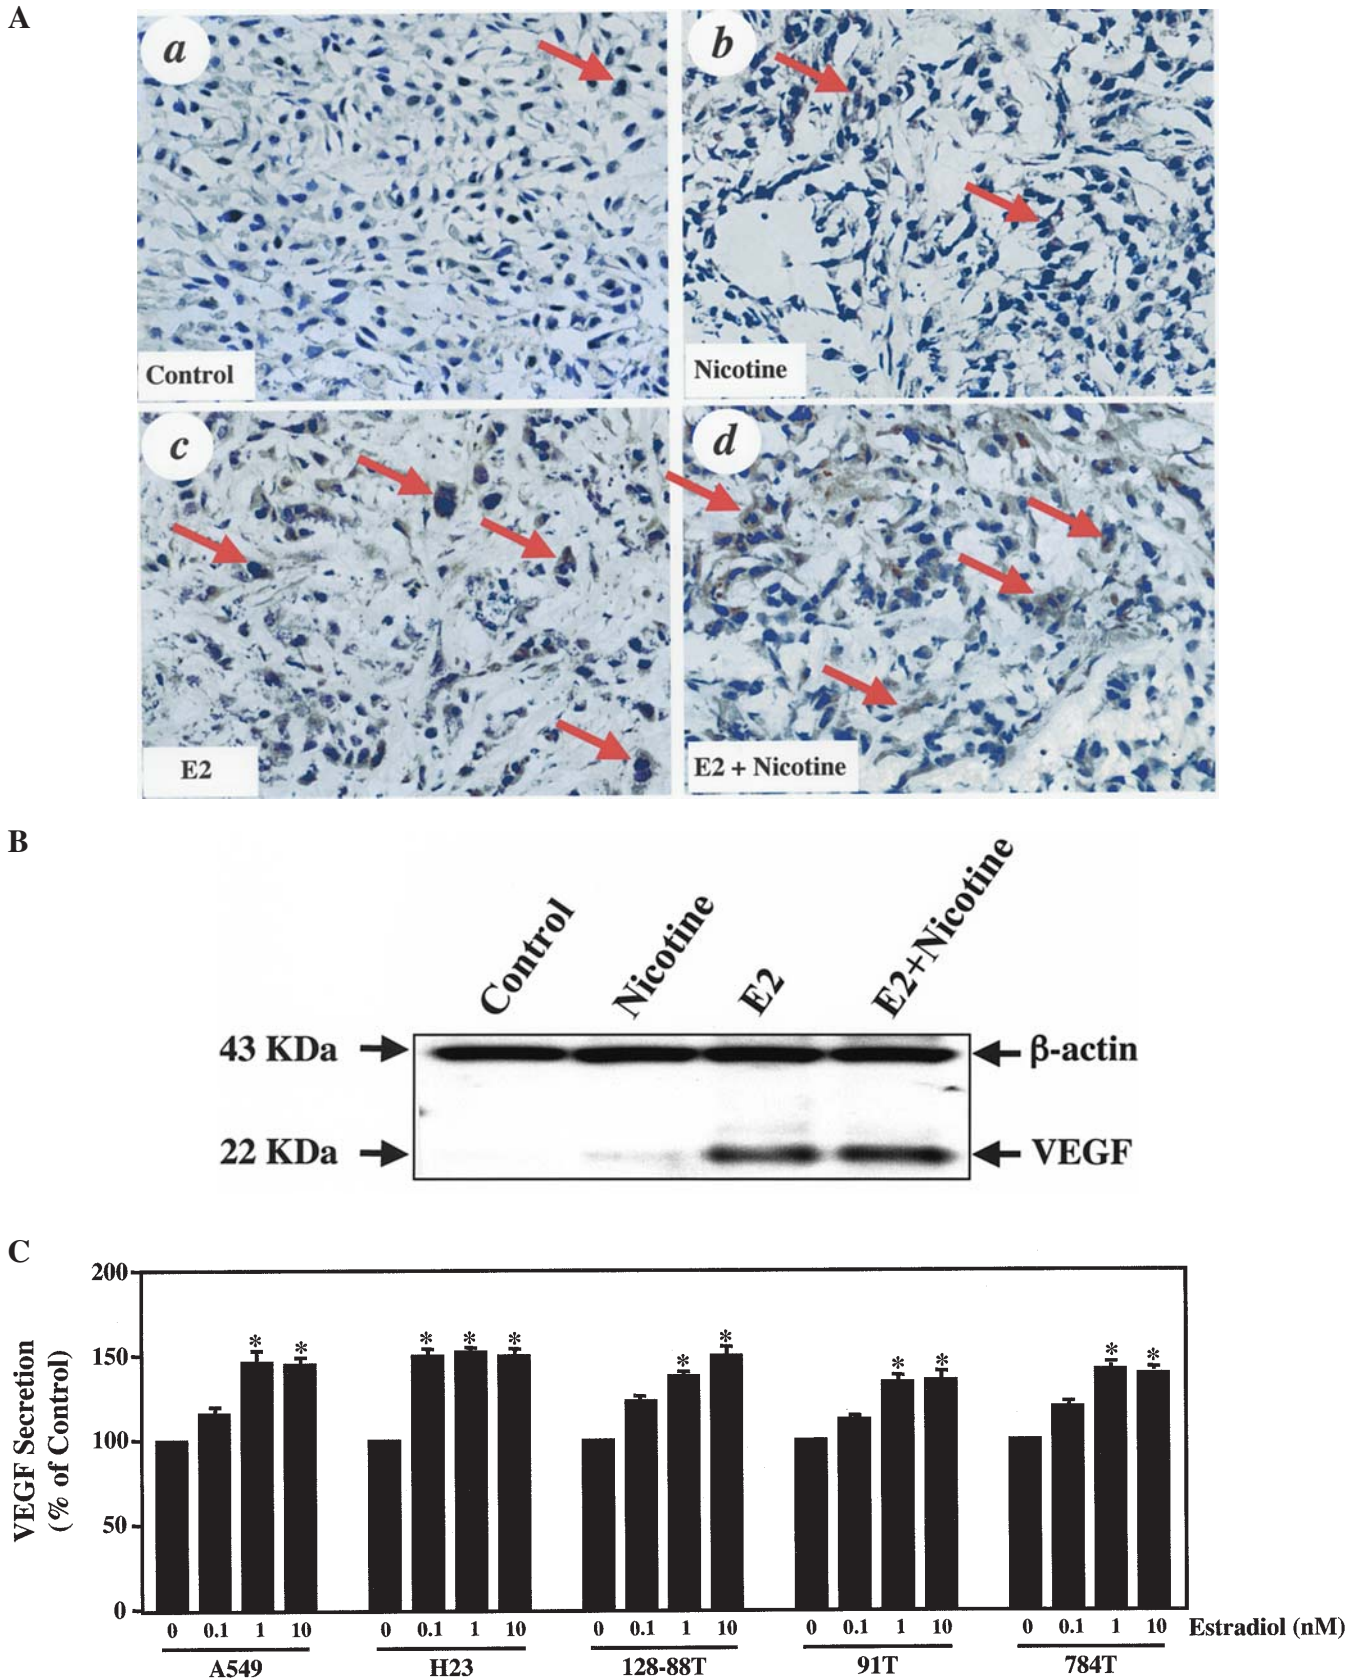 A
a
b
Control
Nicotine
c
d
E2
E2 + Nicotine
B
Control
Nicotine
E2
E2+Nicotine
43 KDa
β-actin
22 KDa
VEGF
C
VEGF Secretion
(% of Control)
200
150
100
50
0
* * * * * * * * * * *
0 0.1 1 10 0 0.1 1 10 0 0.1 1 10 0 0.1 1 10 0 0.1 1 10 Estradiol (nM)
A549 H23 128-88T 91T 784T